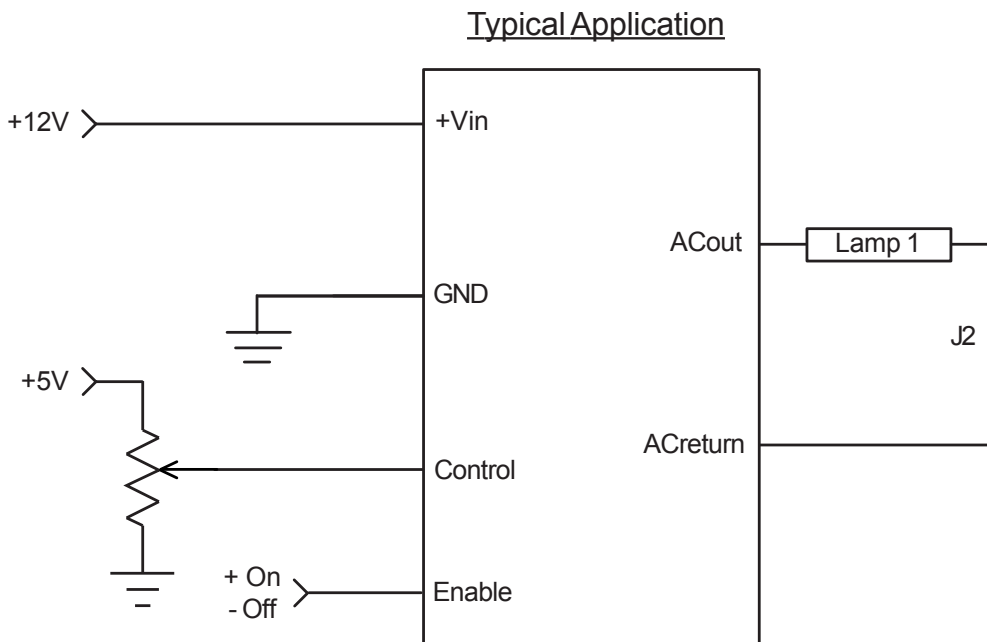 Typical Application
+12V
+Vin
ACout
Lamp 1
GND
J2
+5V
ACreturn
Control
+ On
- Off
Enable